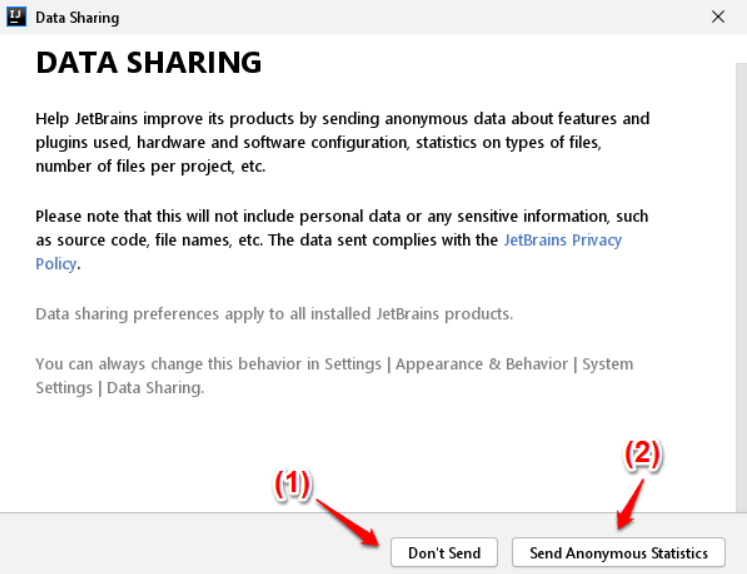 IJ Data Sharing
DATA SHARING
Help JetBrains improve its products by sending anonymous data about features and
plugins used, hardware and software configuration, statistics on types of files,
number of files per project, etc.
Please note that this will not include personal data or any sensitive information, such
as source code, file names, etc. The data sent complies with the JetBrains Privacy
Policy.
Data sharing preferences apply to all installed JetBrains products.
You can always change this behavior in Settings | Appearance & Behavior | System
Settings | Data Sharing.
(2)
(1)
Don't Send Send Anonymous Statistics